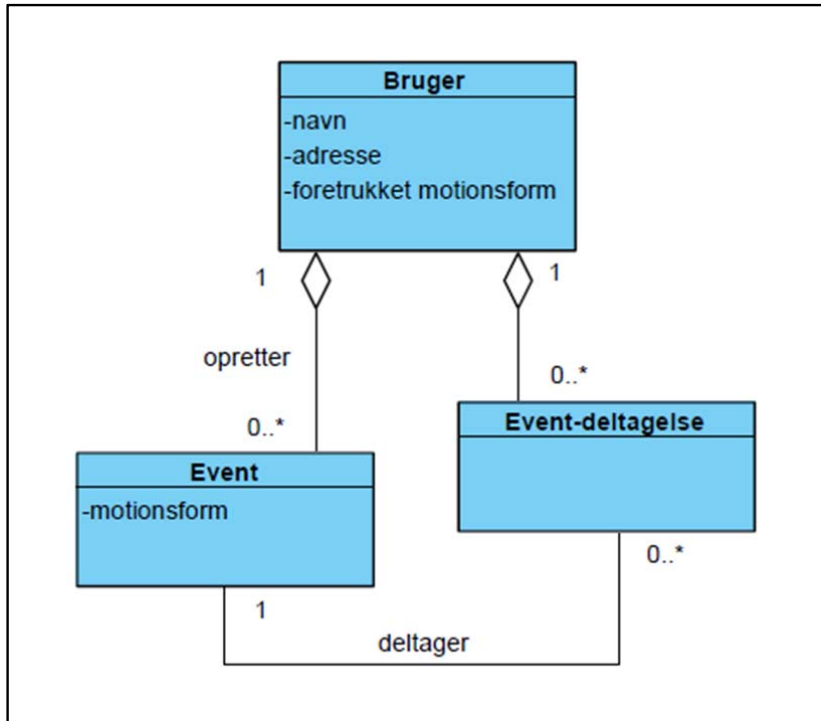 Bruger
-navn
-adresse
-foretrukket motionsform
1
1
opretter
0..*
0..*
Event-deltagelse
Event
-motionsform
0..*
1
deltager